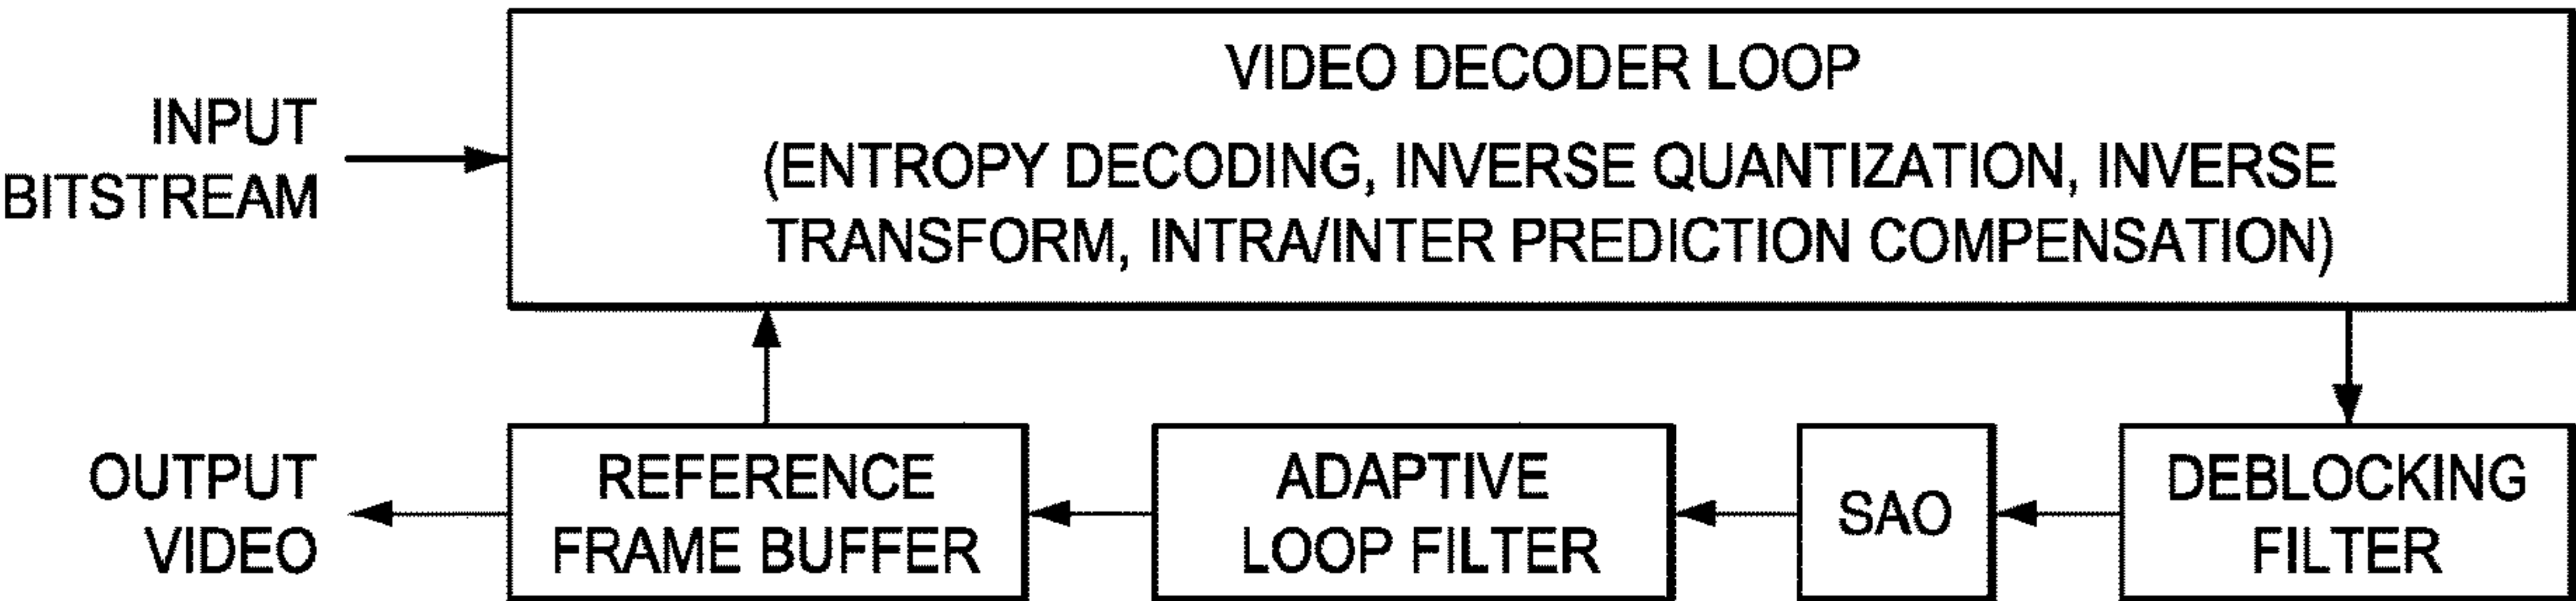 VIDEO DECODER LOOP
INPUT
BITSTREAM
(ENTROPY DECODING, INVERSE QUANTIZATION, INVERSE
TRANSFORM, INTRA/INTER PREDICTION COMPENSATION)
OUTPUT
VIDEO
REFERENCE
FRAME BUFFER
ADAPTIVE
LOOP FILTER
SAO
DEBLOCKING
FILTER